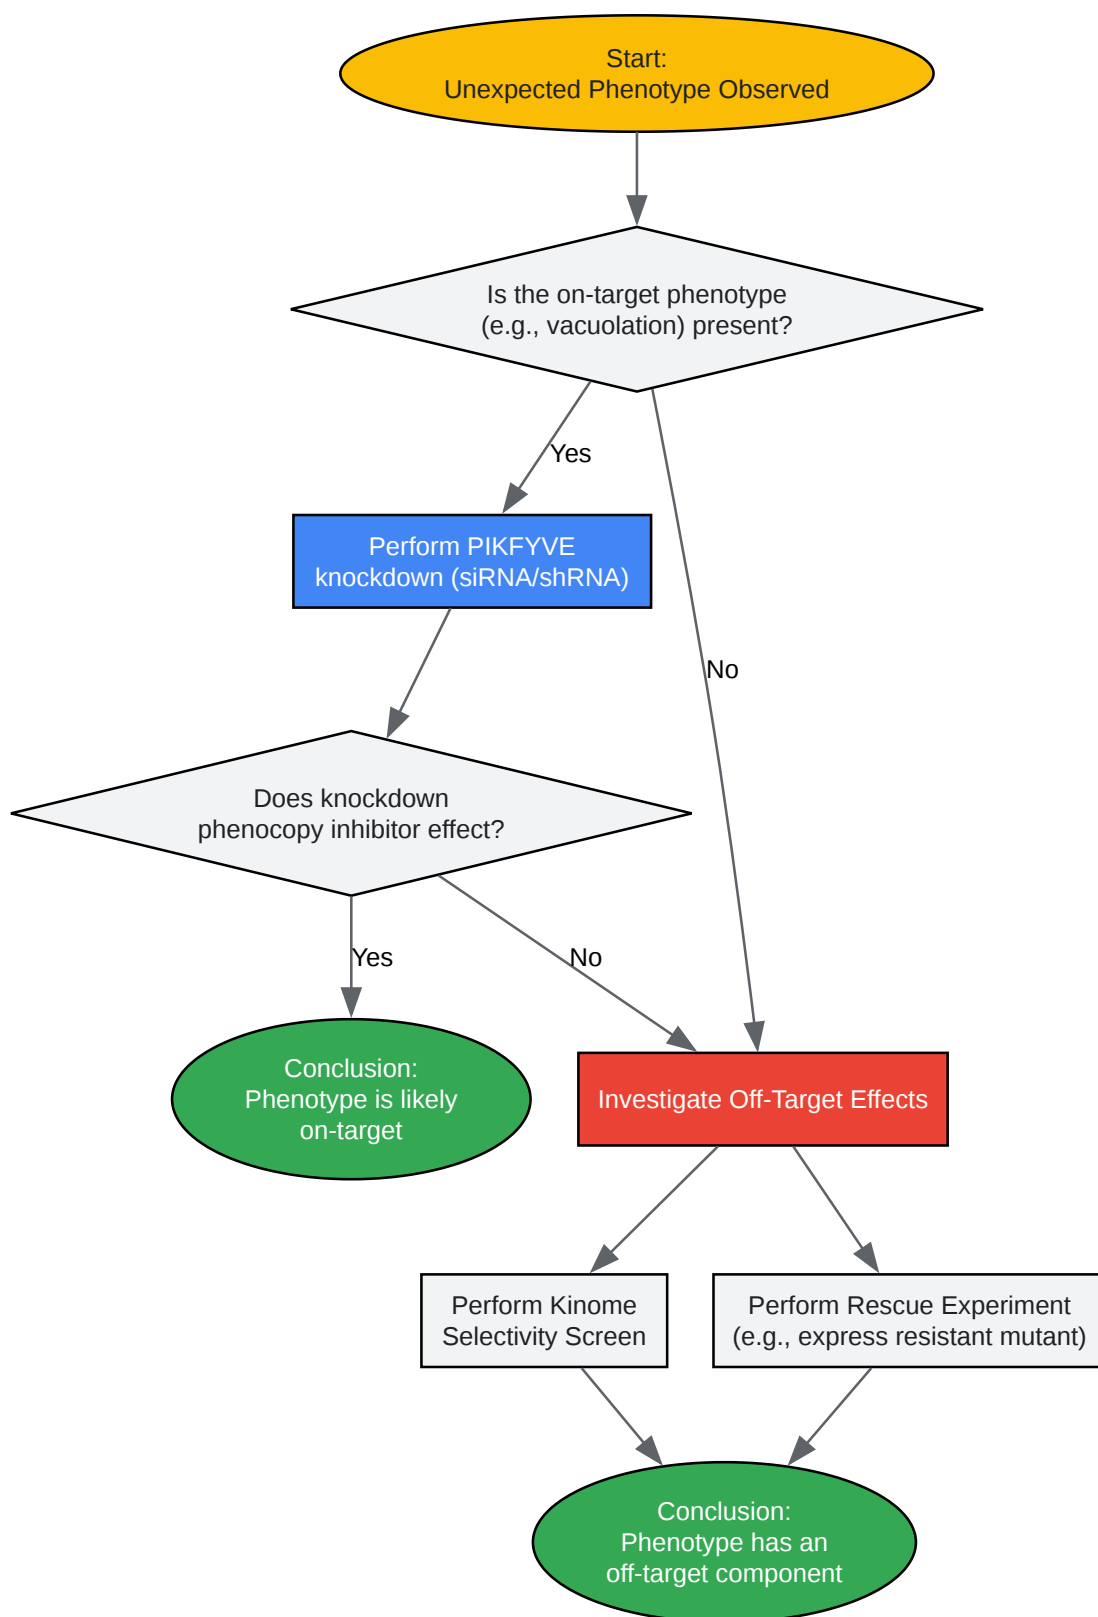 Start:
Unexpected Phenotype Observed
Is the on-target phenotype
(e.g., vacuolation) present?
Yes
Perform PIKFYVE
knockdown (siRNA/shRNA)
No
Does knockdown
phenocopy inhibitor effect?
Yes
No
Conclusion:
Phenotype is likely
on-target
Investigate Off-Target Effects
Perform Kinome
Selectivity Screen
Perform Rescue Experiment
(e.g., express resistant mutant)
Conclusion:
Phenotype has an
off-target component